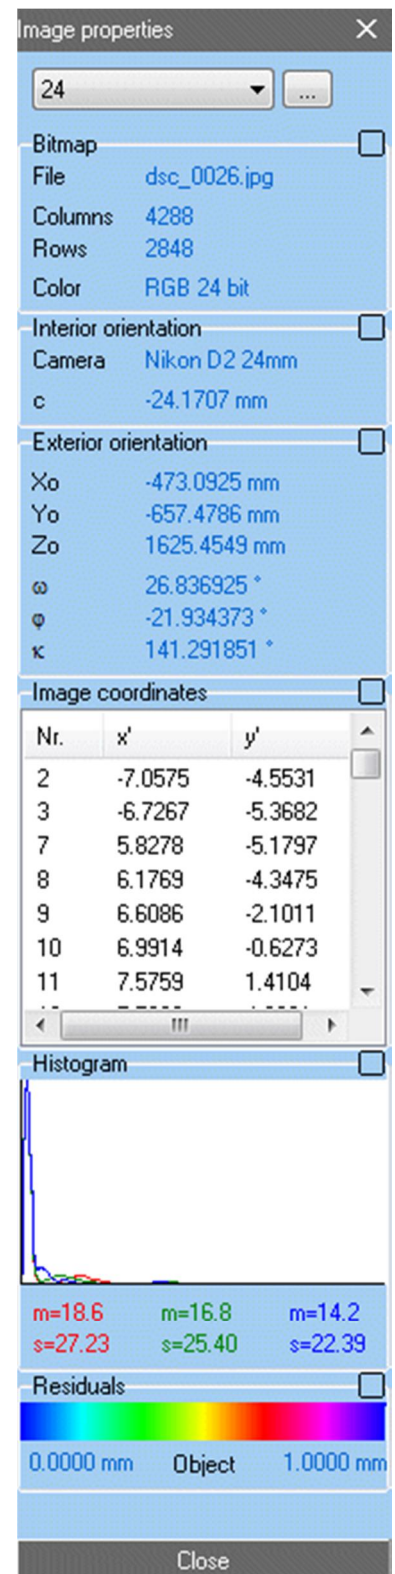 Image properties
24 ...
Bitmap
File dsc_0026.jpg
Columns 4288
Rows 2848
Color RGB 24 bit
Interior orientation
Camera Nikon D2 24mm
c -24.1707 mm
Exterior orientation
Xo -473.0925 mm
Yo -657.4786 mm
Zo 1625.4549 mm
ω 26.836925 °
φ -21.934373 °
κ 141.291851 °
Image coordinates
Nr. x' y'
2 -7.0575 -4.5531
3 -6.7267 -5.3682
7 5.8278 -5.1797
8 6.1769 -4.3475
9 6.6086 -2.1011
10 6.9914 -0.6273
11 7.5759 1.4104
Histogram
m=18.6 m=16.8 m=14.2
s=27.23 s=25.40 s=22.39
Residuals
0.0000 mm Object 1.0000 mm
Close